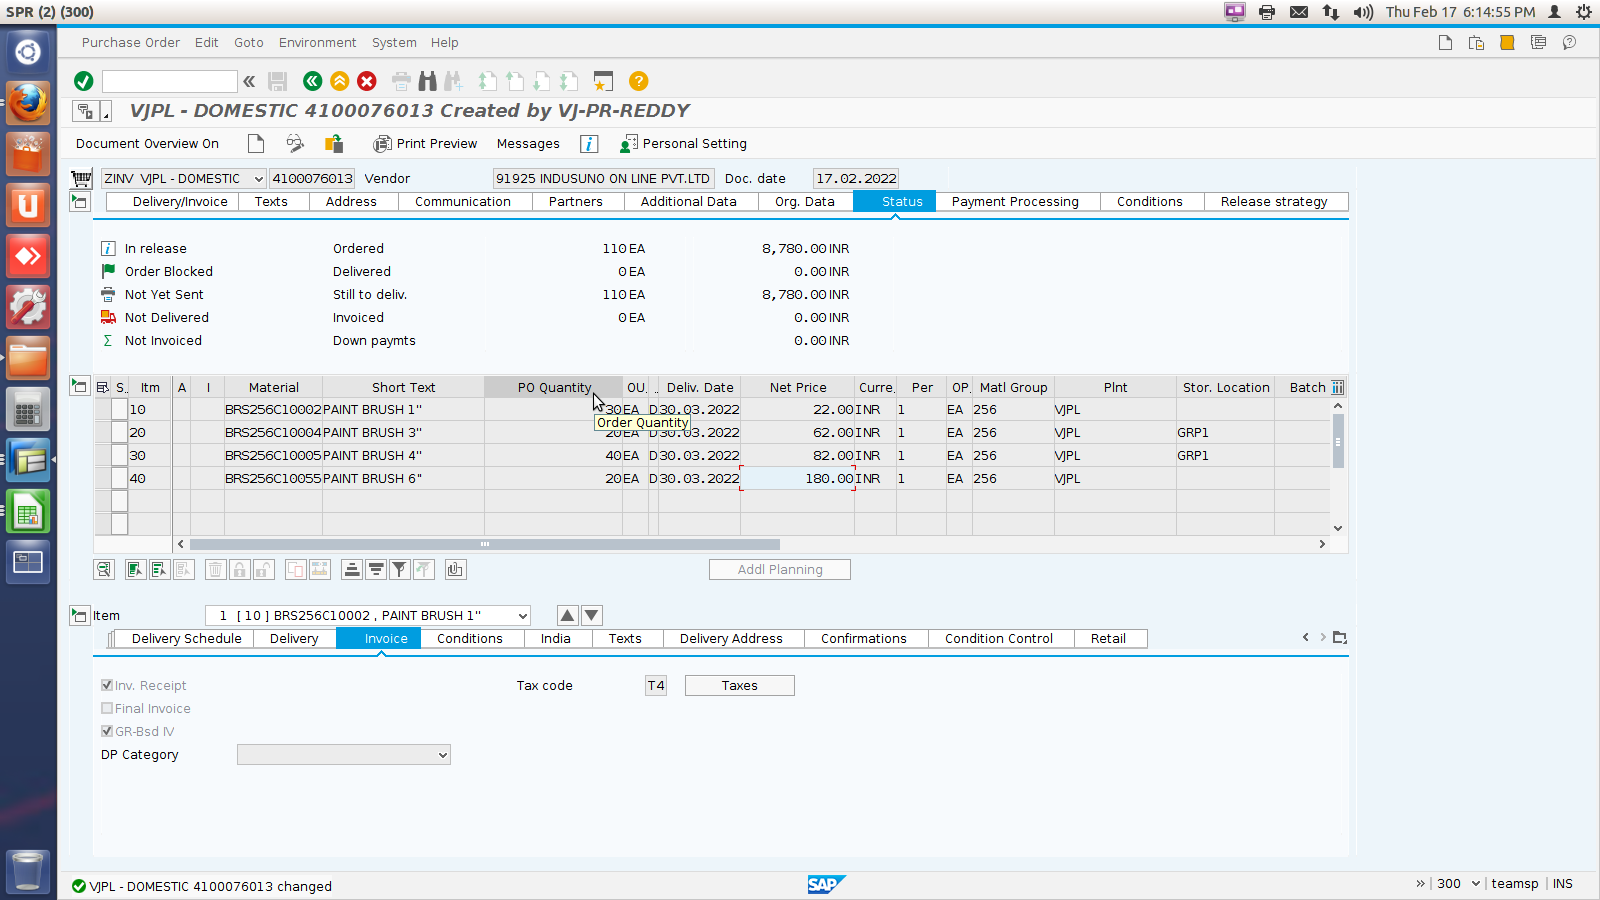 SPR (2) (300)
Thu Feb 17 6:14:55 PM
Purchase Order Edit Goto Environment System Help
VJPL - DOMESTIC 4100076013 Created by VJ-PR-REDDY
Document Overview On Print Preview Messages Personal Setting
ZINV VJPL - DOMESTIC 4100076013 Vendor 91925 INDUSUNO ON LINE PVT.LTD Doc. date 17.02.2022
Delivery/Invoice Texts Address Communication Partners Additional Data Org. Data Status Payment Processing Conditions Release strategy
In release Ordered 110 EA 8,780.00 INR
Order Blocked Delivered 0 EA 0.00 INR
Not Yet Sent Still to deliv. 110 EA 8,780.00 INR
Not Delivered Invoiced 0 EA 0.00 INR
Not Invoiced Down paymts 0.00 INR
S.. Itm A I Material Short Text PO Quantity OU.. .. Deliv. Date Net Price Curre.. Per OP.. Matl Group Plnt Stor. Location Batch
10 BRS256C10002 PAINT BRUSH 1" 30 EA D 30.03.2022 22.00 INR 1 EA 256 VJPL
Order Quantity
20 BRS256C10004 PAINT BRUSH 3" 20 EA D 30.03.2022 62.00 INR 1 EA 256 VJPL GRP1
30 BRS256C10005 PAINT BRUSH 4" 40 EA D 30.03.2022 82.00 INR 1 EA 256 VJPL GRP1
40 BRS256C10055 PAINT BRUSH 6" 20 EA D 30.03.2022 180.00 INR 1 EA 256 VJPL
Addl Planning
Item 1 [ 10 ] BRS256C10002 , PAINT BRUSH 1"
Delivery Schedule Delivery Invoice Conditions India Texts Delivery Address Confirmations Condition Control Retail
Inv. Receipt Tax code T4 Taxes
Final Invoice
GR-Bsd IV
DP Category
VJPL - DOMESTIC 4100076013 changed SAP 300 teamsp INS